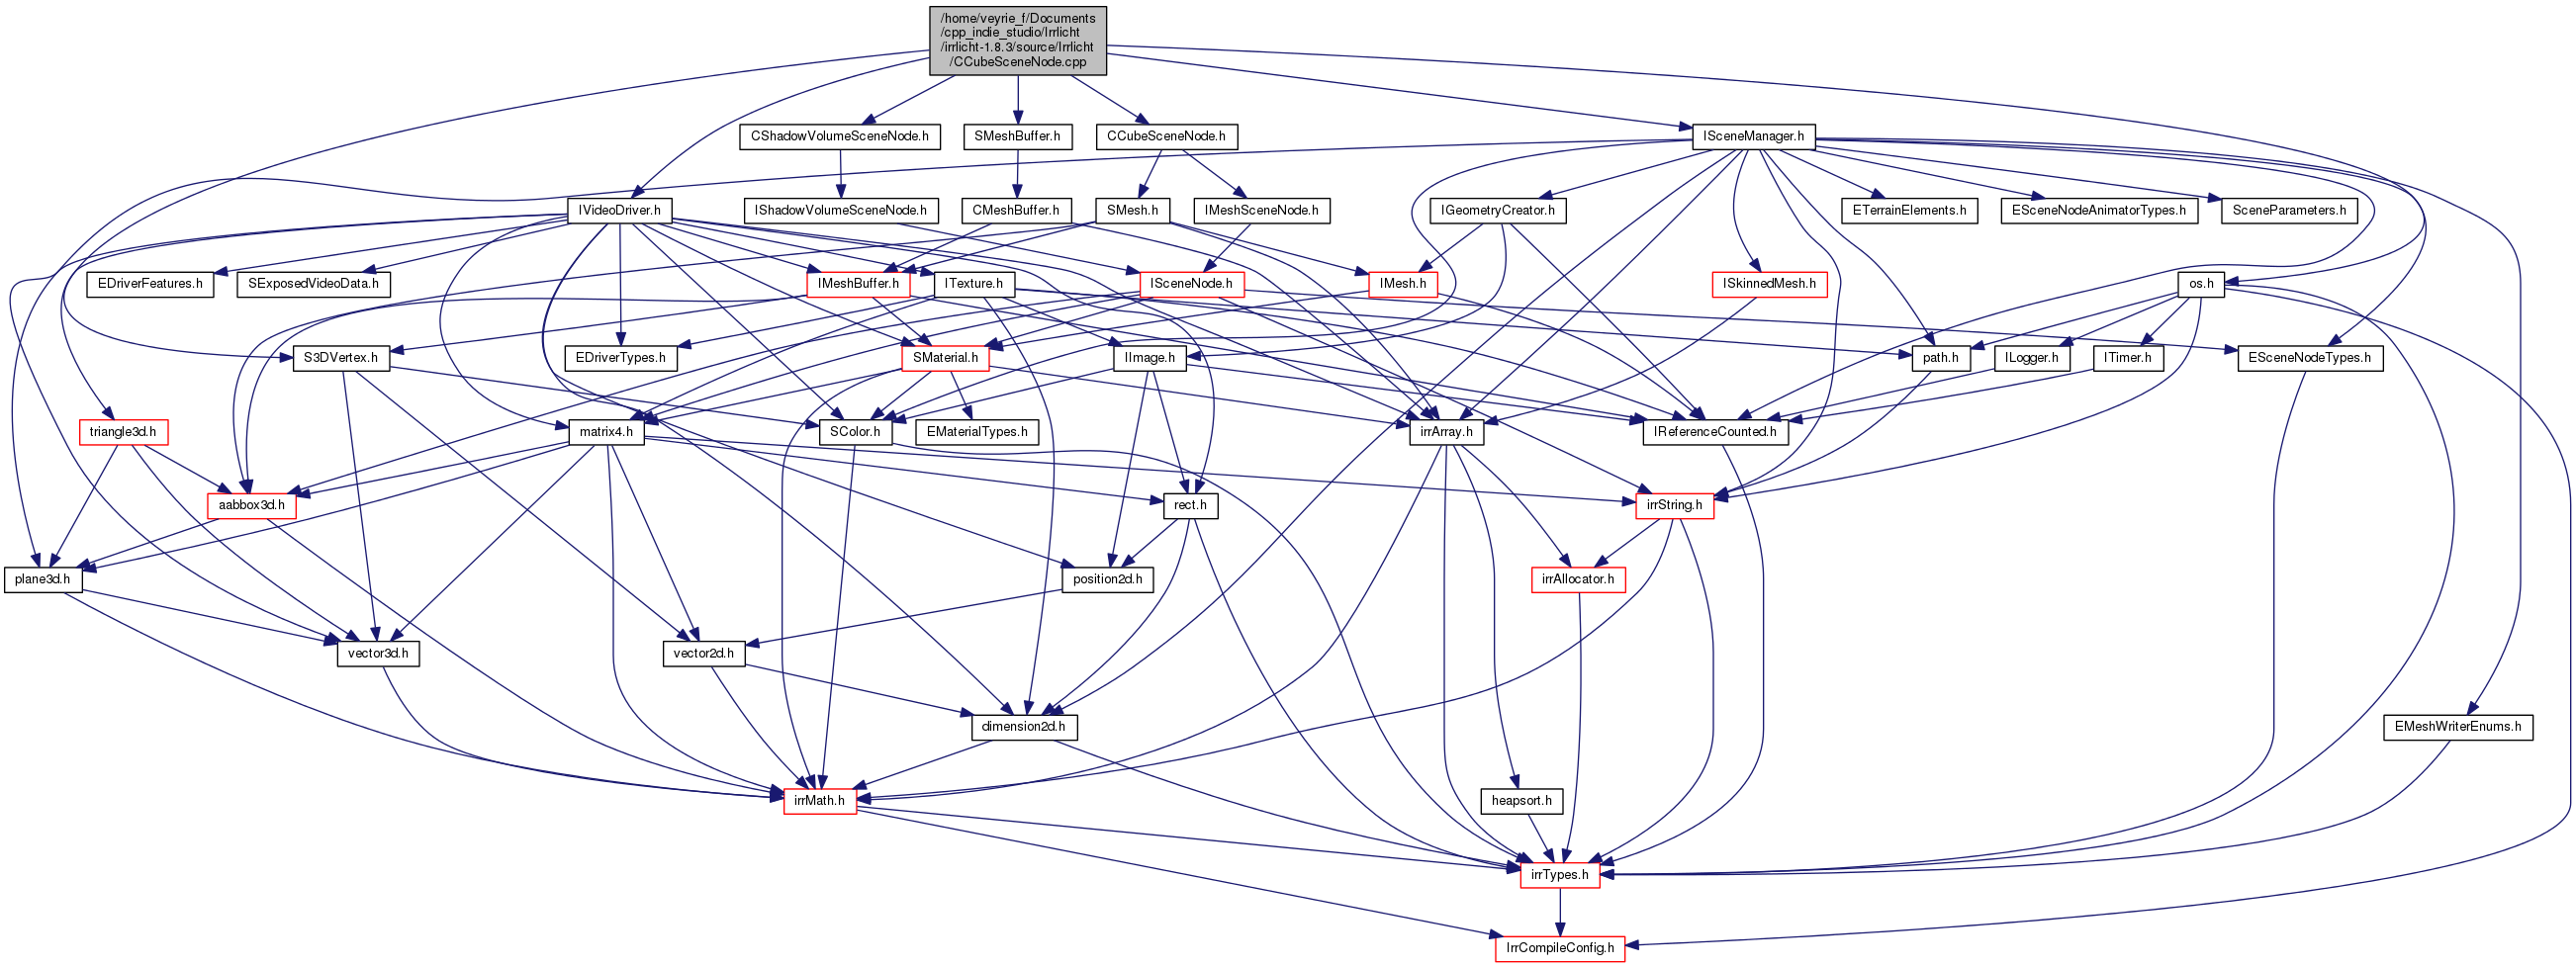 /home/veyrie_f/Documents
/cpp_indie_studio/Irrlicht
/irrlicht-1.8.3/source/Irrlicht
/CCubeSceneNode.cpp
CShadowVolumeSceneNode.h
SMeshBuffer.h
CCubeSceneNode.h
ISceneManager.h
IVideoDriver.h
IShadowVolumeSceneNode.h
CMeshBuffer.h
SMesh.h
IMeshSceneNode.h
IGeometryCreator.h
ETerrainElements.h
ESceneNodeAnimatorTypes.h
SceneParameters.h
EDriverFeatures.h
SExposedVideoData.h
IMeshBuffer.h
ITexture.h
ISceneNode.h
IMesh.h
ISkinnedMesh.h
os.h
S3DVertex.h
EDriverTypes.h
SMaterial.h
IImage.h
path.h
ILogger.h
ITimer.h
ESceneNodeTypes.h
triangle3d.h
matrix4.h
SColor.h
EMaterialTypes.h
irrArray.h
IReferenceCounted.h
aabbox3d.h
rect.h
irrString.h
plane3d.h
position2d.h
irrAllocator.h
vector3d.h
vector2d.h
dimension2d.h
EMeshWriterEnums.h
irrMath.h
heapsort.h
irrTypes.h
IrrCompileConfig.h